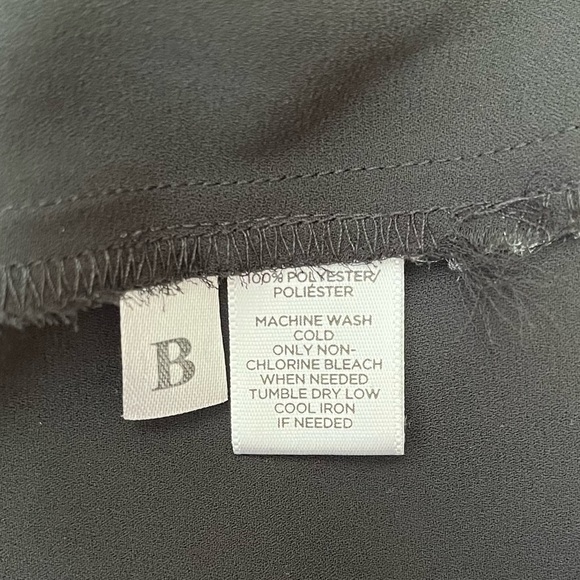 B
100% POLYESTER/
POLIÉSTER
MACHINE WASH
COLD
ONLY NON-
CHLORINE BLEACH
WHEN NEEDED
TUMBLE DRY LOW
COOL IRON
IF NEEDED